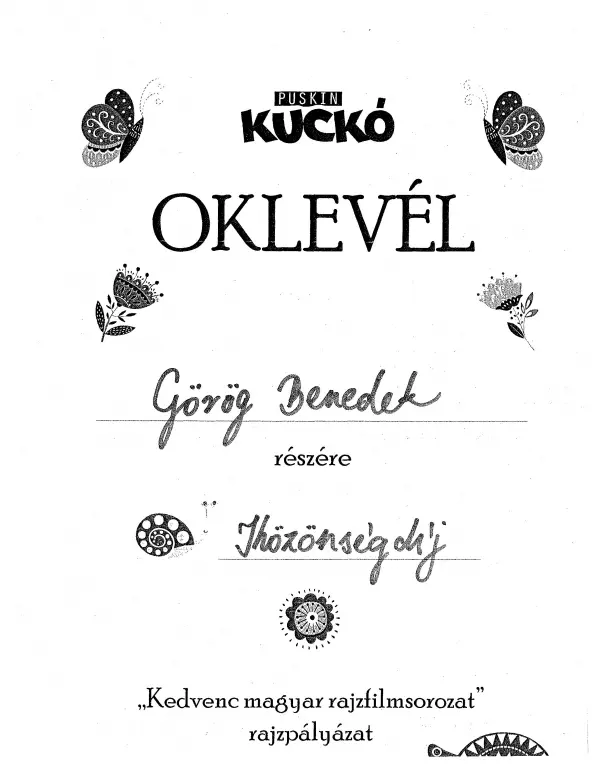 PUSKIN
KUCKÓ
OKLEVÉL
Görög Benedek
részére
Közönségdíj
„Kedvenc magyar rajzfilmsorozat”
rajzpályázat